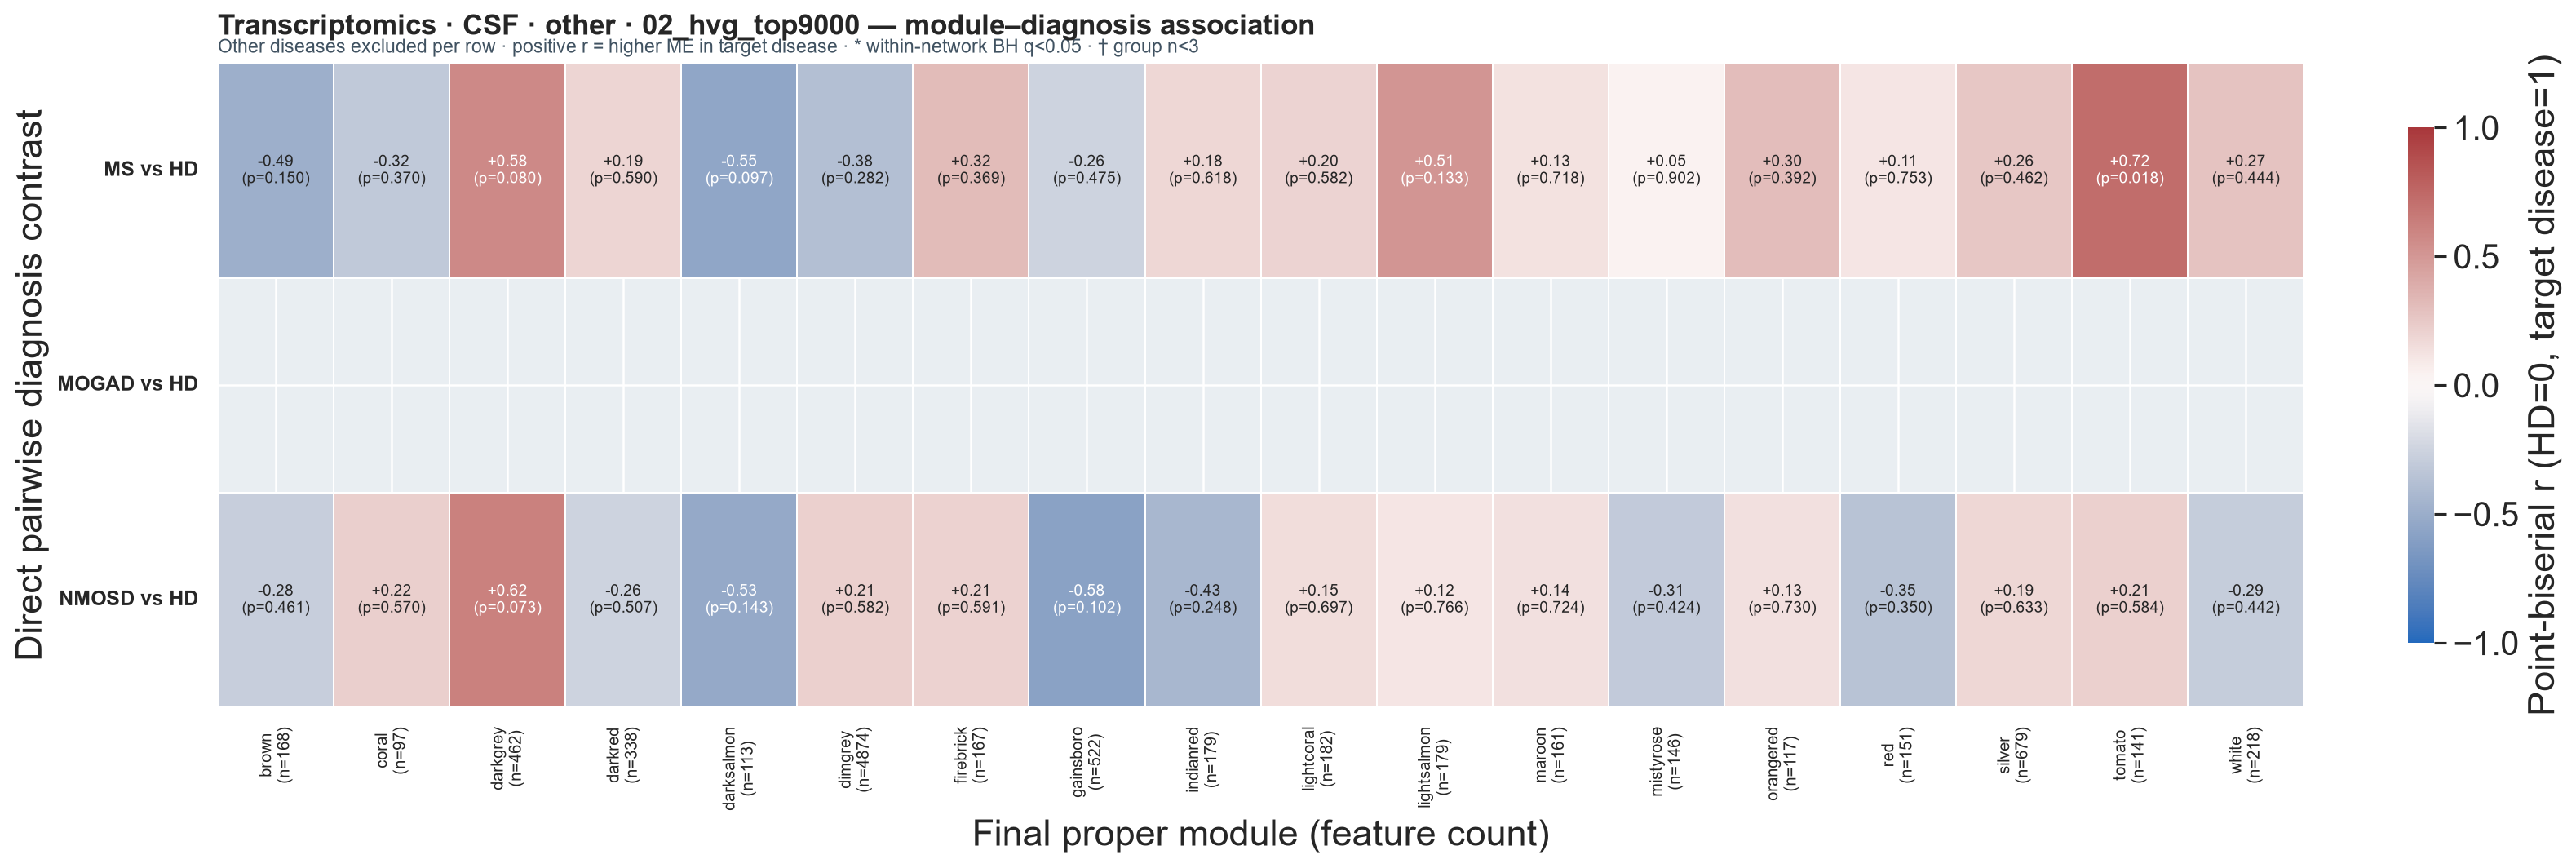 Transcriptomics · CSF · other · 02_hvg_top9000 — module–diagnosis association
Other diseases excluded per row · positive r = higher ME in target disease · * within-network BH q<0.05 · † group n<3
Direct pairwise diagnosis contrast
MS vs HD
-0.49 -0.32 +0.58 +0.19 -0.55 -0.38 +0.32 -0.26 +0.18 +0.20 +0.51 +0.13 +0.05 +0.30 +0.11 +0.26 +0.72 +0.27
(p=0.150) (p=0.370) (p=0.080) (p=0.590) (p=0.097) (p=0.282) (p=0.369) (p=0.475) (p=0.618) (p=0.582) (p=0.133) (p=0.718) (p=0.902) (p=0.392) (p=0.753) (p=0.462) (p=0.018) (p=0.444)
MOGAD vs HD
NMOSD vs HD
-0.28 +0.22 +0.62 -0.26 -0.53 +0.21 +0.21 -0.58 -0.43 +0.15 +0.12 +0.14 -0.31 +0.13 -0.35 +0.19 +0.21 -0.29
(p=0.461) (p=0.570) (p=0.073) (p=0.507) (p=0.143) (p=0.582) (p=0.591) (p=0.102) (p=0.248) (p=0.697) (p=0.766) (p=0.724) (p=0.424) (p=0.730) (p=0.350) (p=0.633) (p=0.584) (p=0.442)
brown
(n=168)
coral
(n=97)
darkgrey
(n=462)
darkred
(n=338)
darksalmon
(n=113)
dimgrey
(n=4874)
firebrick
(n=167)
gainsboro
(n=522)
indianred
(n=179)
lightcoral
(n=182)
lightsalmon
(n=179)
maroon
(n=161)
mistyrose
(n=146)
orangered
(n=117)
red
(n=151)
silver
(n=679)
tomato
(n=141)
white
(n=218)
Final proper module (feature count)
1.0
0.5
0.0
−0.5
−1.0
Point-biserial r (HD=0, target disease=1)